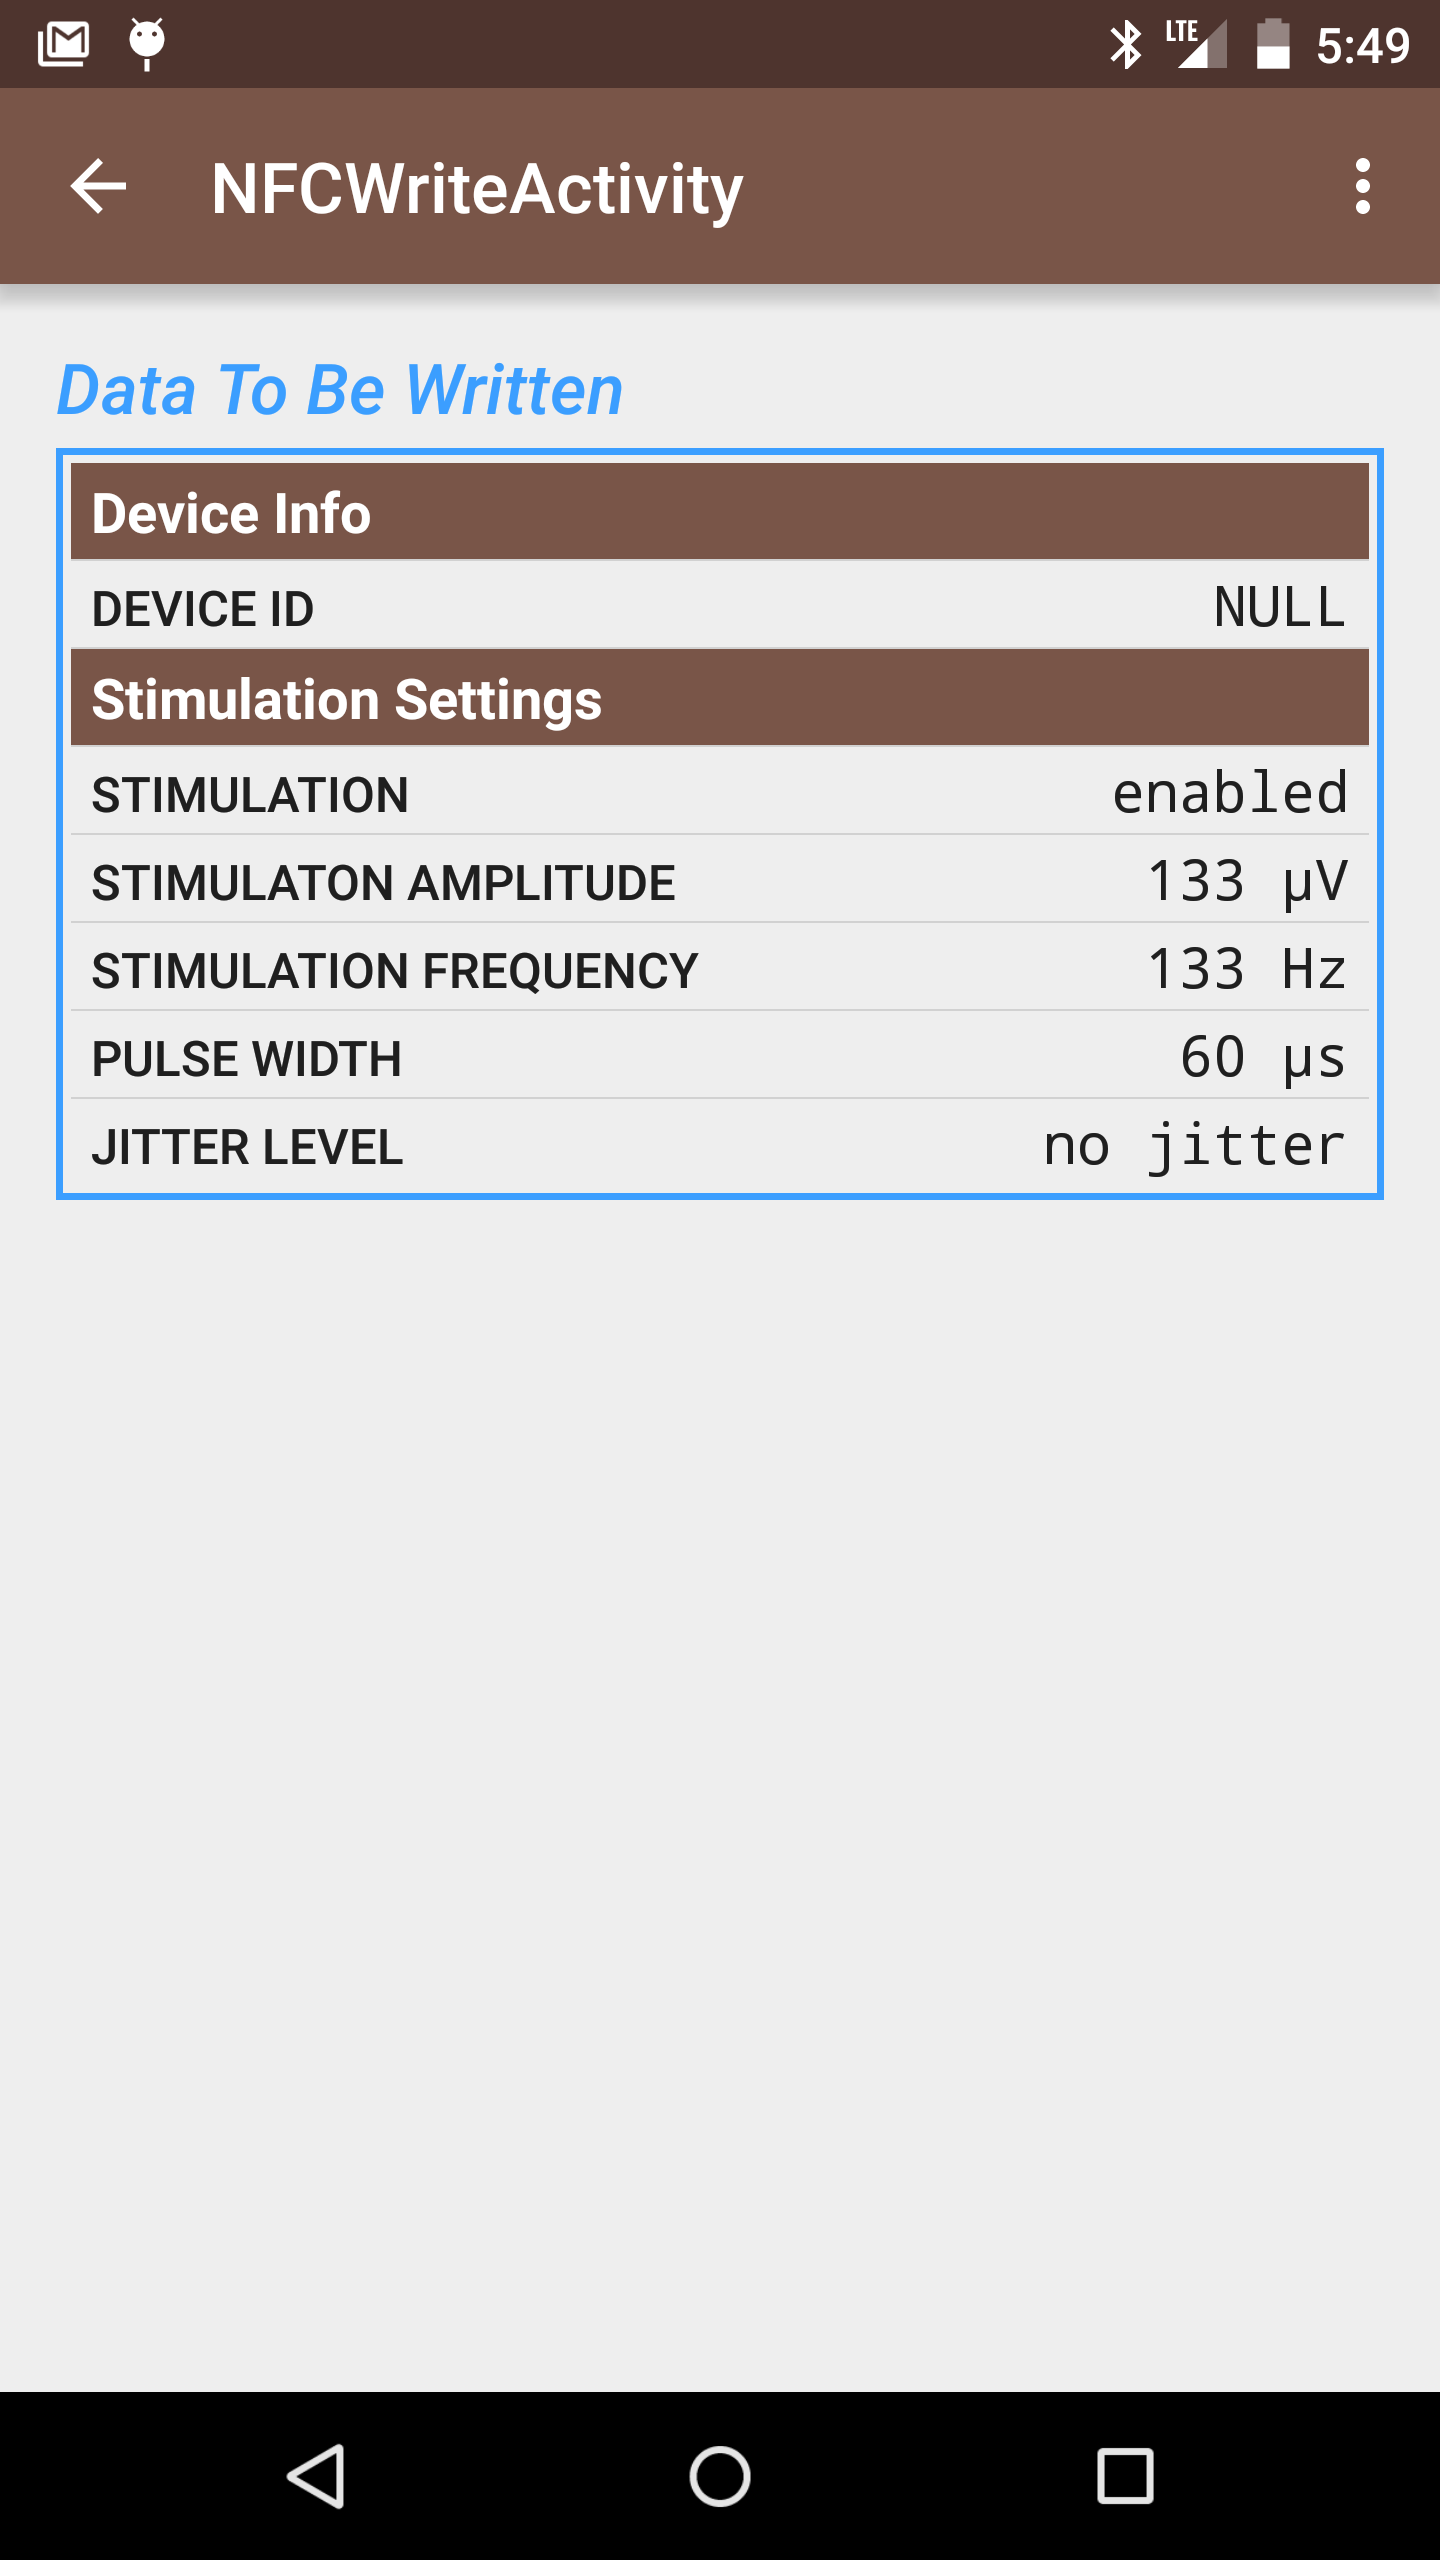 LTE 5:49
NFCWriteActivity
Data To Be Written
Device Info
DEVICE ID NULL
Stimulation Settings
STIMULATION enabled
STIMULATON AMPLITUDE 133 µV
STIMULATION FREQUENCY 133 Hz
PULSE WIDTH 60 µs
JITTER LEVEL no jitter